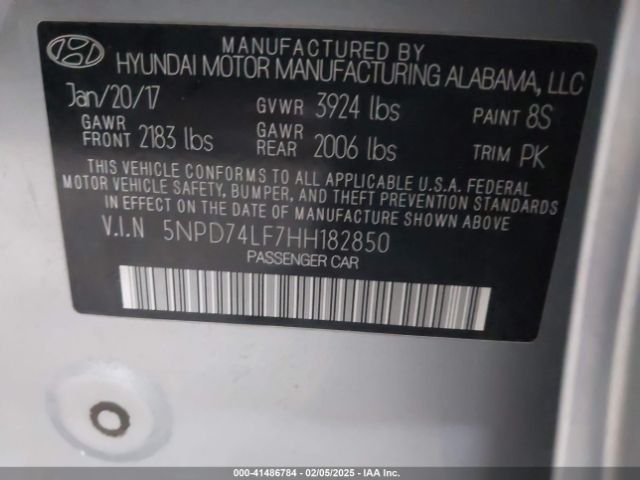 MANUFACTURED BY
HYUNDAI MOTOR MANUFACTURING ALABAMA, LLC
Jan/20/17 GVWR 3924 lbs PAINT 8S
GAWR FRONT 2183 lbs GAWR REAR 2006 lbs TRIM PK
THIS VEHICLE CONFORMS TO ALL APPLICABLE U.S.A. FEDERAL
MOTOR VEHICLE SAFETY, BUMPER, AND THEFT PREVENTION STANDARDS
IN EFFECT ON THE DATE OF MANUFACTURE SHOWN ABOVE
V.I.N 5NPD74LF7HH182850
PASSENGER CAR
000-41486784 - 02/05/2025 - IAA Inc.